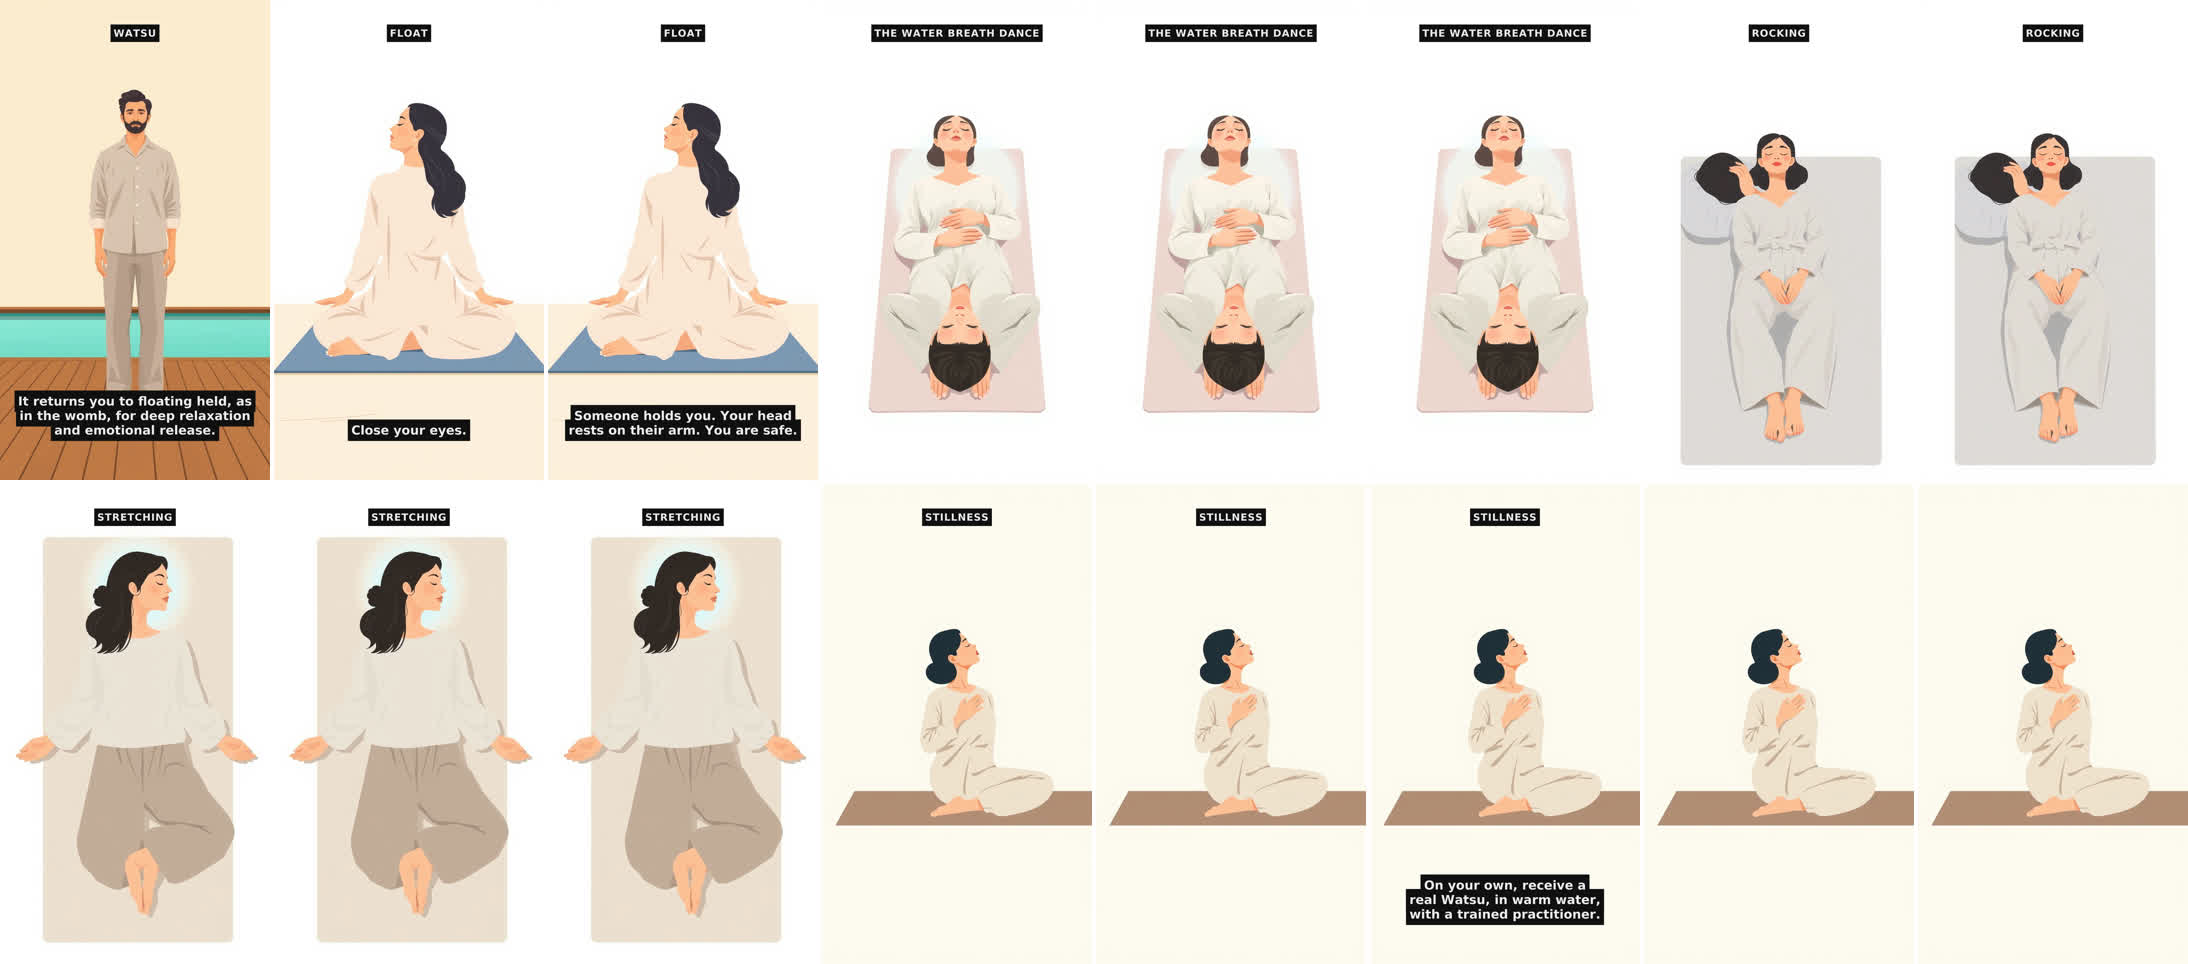 WATSU
It returns you to floating held, as
in the womb, for deep relaxation
and emotional release.
FLOAT
Close your eyes.
FLOAT
Someone holds you. Your head
rests on their arm. You are safe.
THE WATER BREATH DANCE
THE WATER BREATH DANCE
THE WATER BREATH DANCE
ROCKING
ROCKING
STRETCHING
STRETCHING
STRETCHING
STILLNESS
STILLNESS
STILLNESS
On your own, receive a
real Watsu, in warm water,
with a trained practitioner.